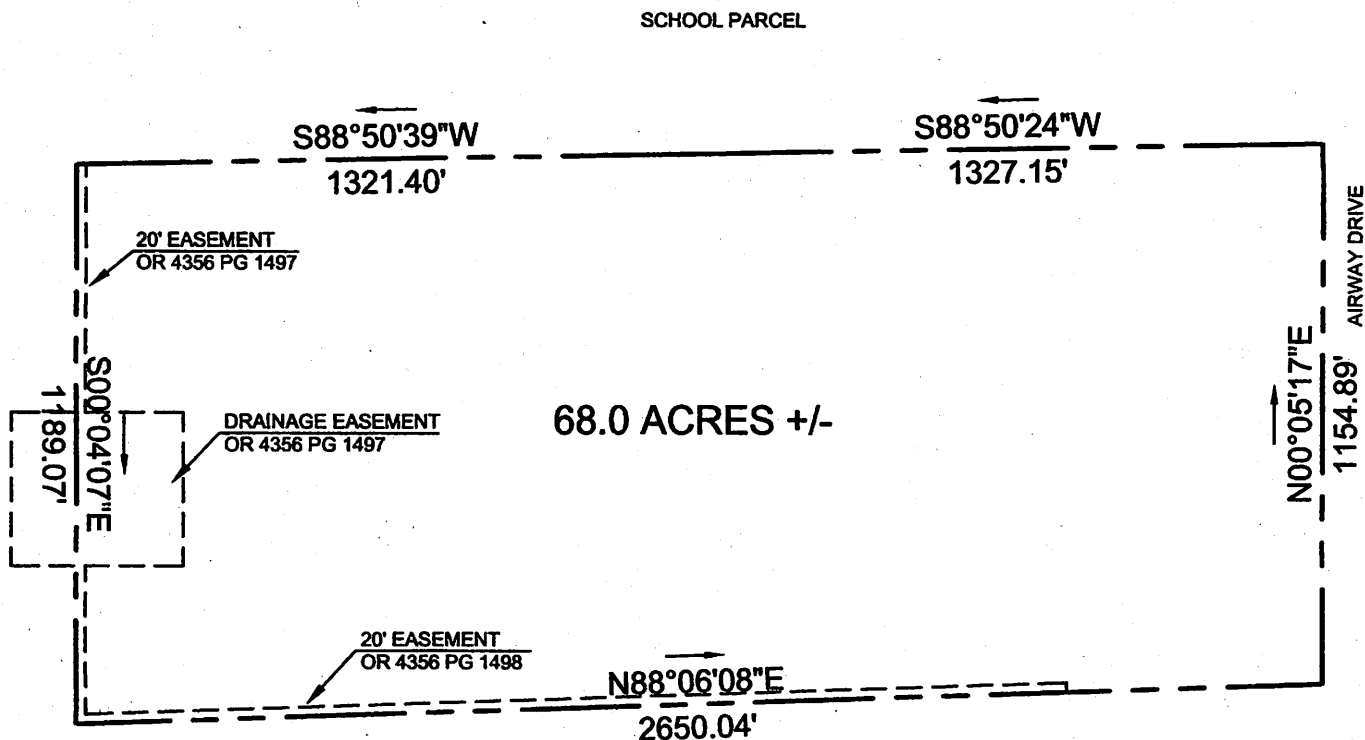 SCHOOL PARCEL
S88°50'39"W
1321.40'
S88°50'24"W
1327.15'
20' EASEMENT
OR 4356 PG 1497
AIRWAY DRIVE
S00°04'07"E
1189.07'
DRAINAGE EASEMENT
OR 4356 PG 1497
68.0 ACRES +/-
N00°05'17"E
1154.89'
20' EASEMENT
OR 4356 PG 1498
N88°06'08"E
2650.04'